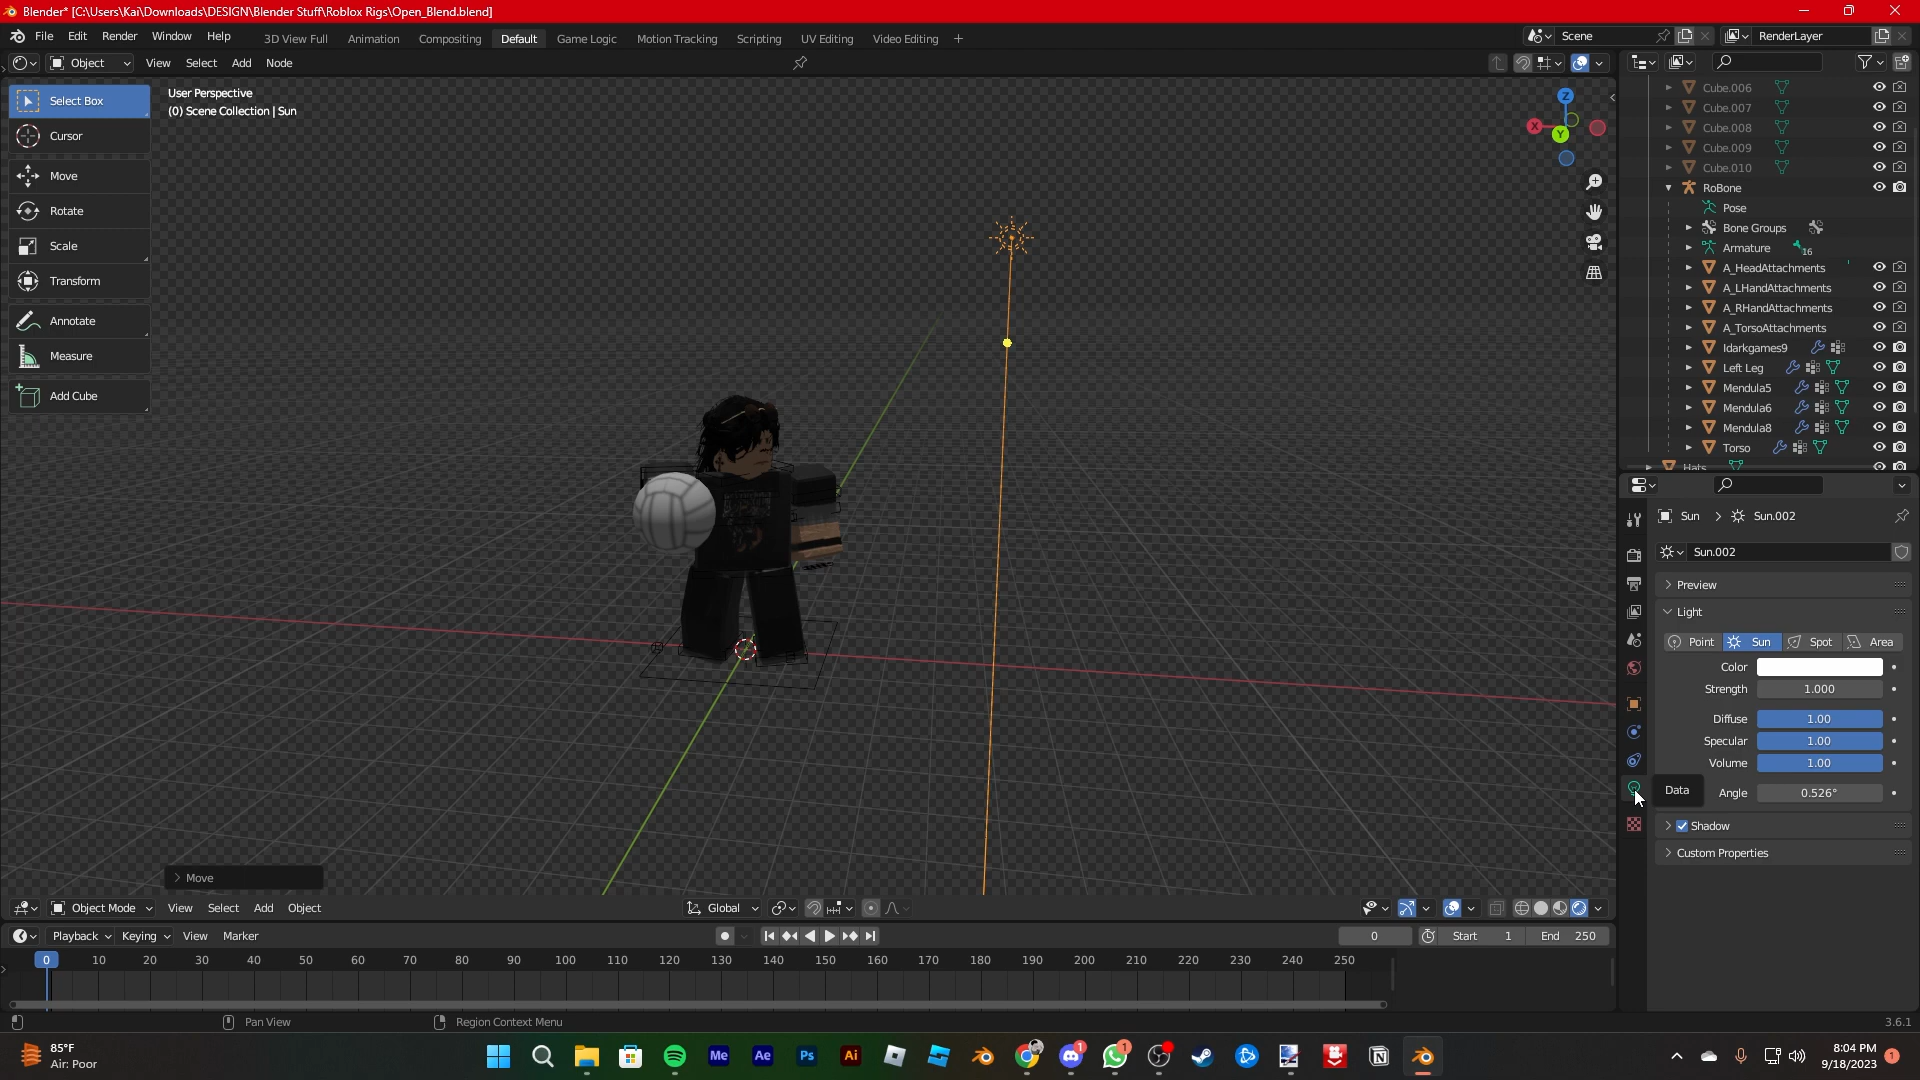 Blender* [C:\Users\Kai\Downloads\DESIGN\Blender Stuff\Roblox Rigs\Open_Blend.blend]
File Edit Render Window Help 3D View Full Animation Compositing Default Game Logic Motion Tracking Scripting UV Editing Video Editing + Scene RenderLayer
Object View Select Add Node
Select Box
Cursor
Move
Rotate
Scale
Transform
Annotate
Measure
Add Cube
User Perspective
(0) Scene Collection | Sun
Z
X
Y
Move
Cube.006
Cube.007
Cube.008
Cube.009
Cube.010
RoBone
Pose
Bone Groups
Armature 16
A_HeadAttachments
A_LHandAttachments
A_RHandAttachments
A_TorsoAttachments
Idarkgames9
Left Leg
Mendula5
Mendula6
Mendula8
Torso
Hats
Sun > Sun.002
Sun.002
Preview
Light
Point Sun Spot Area
Color
Strength 1.000
Diffuse 1.00
Specular 1.00
Volume 1.00
Data
Angle 0.526°
Shadow
Custom Properties
Object Mode View Select Add Object Global
Playback Keying View Marker 0 Start 1 End 250
0 10 20 30 40 50 60 70 80 90 100 110 120 130 140 150 160 170 180 190 200 210 220 230 240 250
Pan View Region Context Menu 3.6.1
85°F
Air: Poor
Me Ae Ps Ai
1 1
8:04 PM
9/18/2023
1